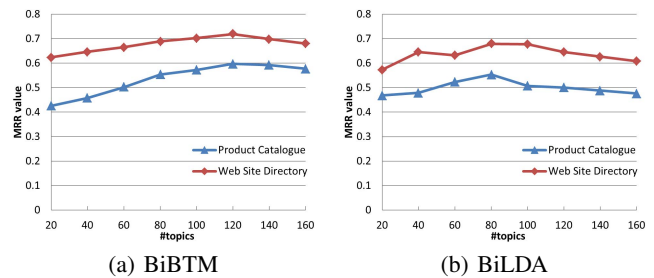 0.8
0.7
0.6
0.5
0.4
0.3
0.2
0.1
0
MRR value
Product Catalogue
Web Site Directory
20 40 60 80 100 120 140 160
#topics
(a) BiBTM
0.8
0.7
0.6
0.5
0.4
0.3
0.2
0.1
0
MRR value
Product Catalogue
Web Site Directory
20 40 60 80 100 120 140 160
#topics
(b) BiLDA